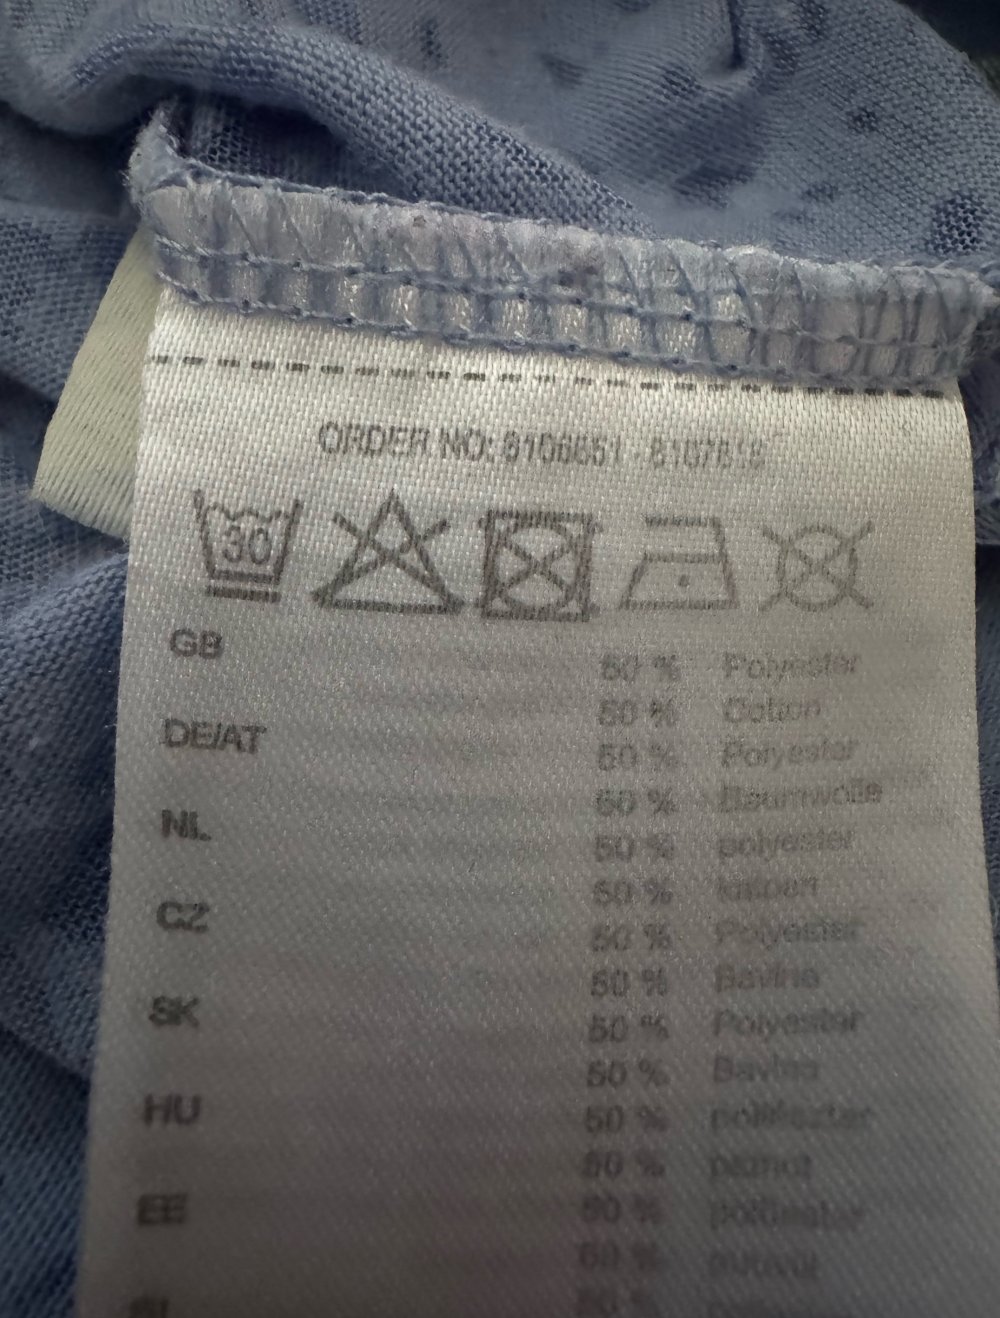 ORDER NO: 8106651 - 8107818
30
GB 50 % Polyester
50 % Cotton
DE/AT 50 % Polyester
50 % Baumwolle
NL 50 % polyester
50 % katoen
CZ 50 % Polyester
50 % Bavlna
SK 50 % Polyester
50 % Bavlna
HU 50 % poliészter
50 % pamut
EE 50 % polüester
50 % puuvill
50 %